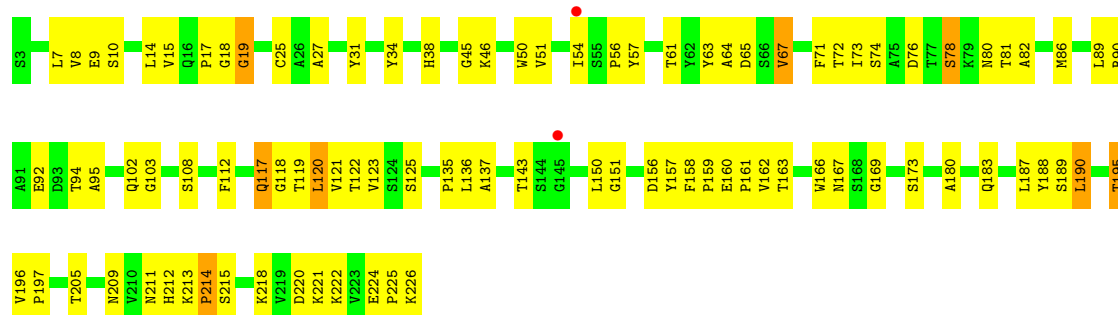 S3 L7 V8 E9 S10 L14 V15 Q16 P17 G18 G19 C25 A26 A27 Y31 Y34 H38 G45 K46 W50 V51 I54 S55 P56 Y57 T61 Y62 Y63 A64 D65 S66 V67 F71 T72 I73 S74 A75 D76 T77 S78 K79 N80 T81 A82 M86 L89 R90
A91 E92 D93 T94 A95 Q102 G103 S108 F112 Q117 G118 T119 L120 V121 T122 V123 S124 S125 P135 L136 A137 T143 S144 G145 L150 G151 D156 Y157 F158 P159 E160 P161 V162 T163 W166 N167 S168 G169 S173 A180 Q183 L187 Y188 S189 L190 T195
V196 P197 T205 N209 V210 N211 H212 K213 P214 S215 K218 V219 D220 K221 K222 V223 E224 P225 K226